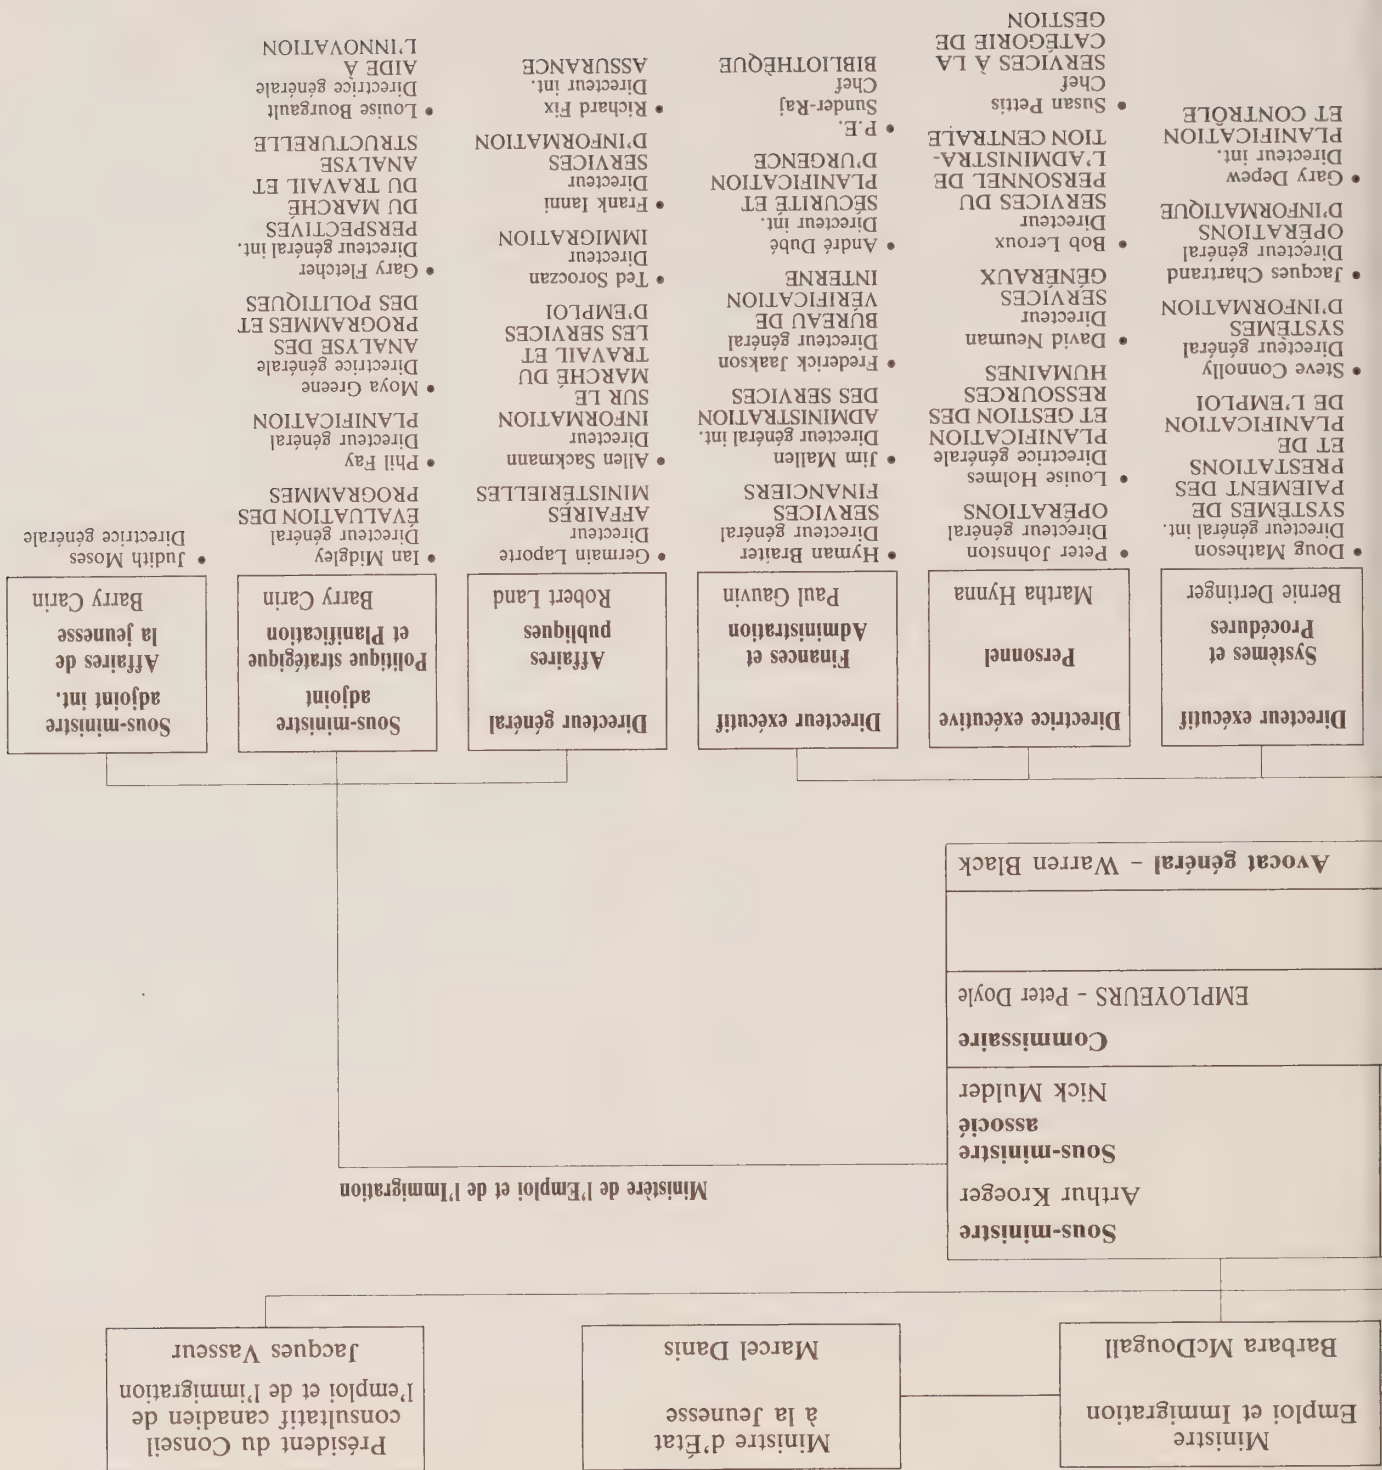 Ministre
Emploi et Immigration
Barbara McDougall
Ministre d'État
à la Jeunesse
Marcel Danis
Président du Conseil
consultatif canadien de
l'emploi et de l'immigration
Jacques Vasseur
Sous-ministre
Arthur Kroeger
Sous-ministre
associé
Nick Mulder
Commissaire
EMPLOYEURS - Peter Doyle
Avocat général – Warren Black
Ministère de l'Emploi et de l'Immigration
Directeur exécutif
Systèmes et
Procédures
Bernie Dertinger
• Doug Matheson
Directeur général int.
SYSTÈMES DE
PAIEMENT DES
PRESTATIONS
ET DE
PLANIFICATION
DE L'EMPLOI
• Steve Connolly
Directeur général
SYSTÈMES
D'INFORMATION
• Jacques Chartrand
Directeur général
OPÉRATIONS
D'INFORMATIQUE
• Gary Depew
Directeur int.
PLANIFICATION
ET CONTRÔLE
Directrice exécutive
Personnel
Martha Hynna
• Peter Johnston
Directeur général
OPÉRATIONS
• Louise Holmes
Directrice générale
PLANIFICATION
ET GESTION DES
RESSOURCES
HUMAINES
• David Neuman
Directeur
SERVICES
GÉNÉRAUX
• Bob Leroux
Directeur
SERVICES DU
PERSONNEL DE
L'ADMINISTRA-
TION CENTRALE
• Susan Pettis
Chef
SERVICES À LA
CATÉGORIE DE
GESTION
Directeur exécutif
Finances et
Administration
Paul Gauvin
• Hyman Braiter
Directeur général
SERVICES
FINANCIERS
• Jim Mallen
Directeur général int.
ADMINISTRATION
DES SERVICES
• Frederick Jaakson
Directeur général
BUREAU DE
VÉRIFICATION
INTERNE
• André Dubé
Directeur int.
SÉCURITÉ ET
PLANIFICATION
D'URGENCE
• P.E.
Sunder-Raj
Chef
BIBLIOTHÈQUE
Directeur général
Affaires
publiques
Robert Land
• Germain Laporte
Directeur
AFFAIRES
MINISTÉRIELLES
• Allen Sackmann
Directeur
INFORMATION
SUR LE
MARCHÉ DU
TRAVAIL ET
LES SERVICES
D'EMPLOI
• Ted Soroczan
Directeur
IMMIGRATION
• Frank Ianni
Directeur
SERVICES
D'INFORMATION
• Richard Fix
Directeur int.
ASSURANCE
Sous-ministre
adjoint
Politique stratégique
et Planification
Barry Carin
• Ian Midgley
Directeur général
ÉVALUATION DES
PROGRAMMES
• Phil Fay
Directeur général
PLANIFICATION
• Moya Greene
Directrice générale
ANALYSE DES
PROGRAMMES ET
DES POLITIQUES
• Gary Fletcher
Directeur général int.
PERSPECTIVES
DU MARCHÉ
DU TRAVAIL ET
ANALYSE
STRUCTURELLE
• Louise Bourgault
Directrice générale
AIDE À
L'INNOVATION
Sous-ministre
adjoint int.
Affaires de
la jeunesse
Barry Carin
• Judith Moses
Directrice générale